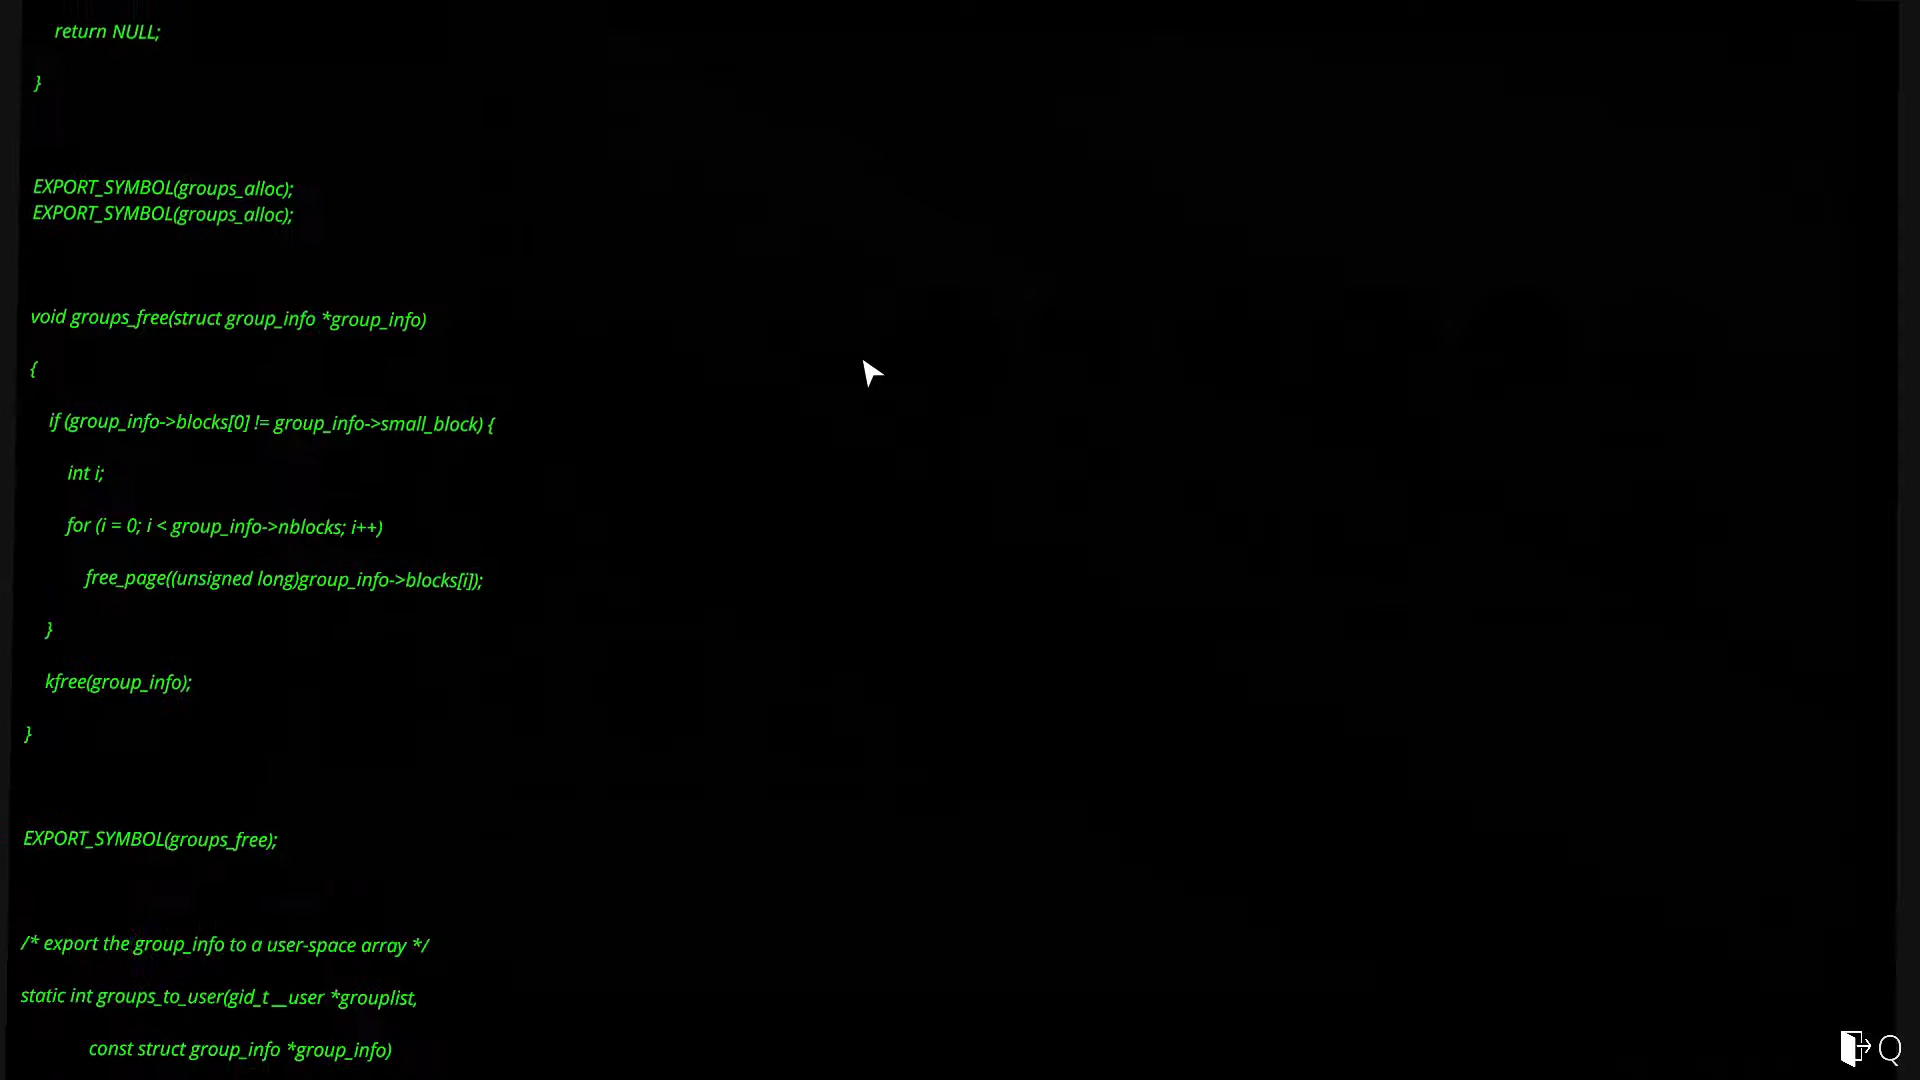 return NULL;
}
EXPORT_SYMBOL(groups_alloc);
EXPORT_SYMBOL(groups_alloc);
void groups_free(struct group_info *group_info)
{
if (group_info->blocks[0] != group_info->small_block) {
int i;
for (i = 0; i < group_info->nblocks; i++)
free_page((unsigned long)group_info->blocks[i]);
}
kfree(group_info);
}
EXPORT_SYMBOL(groups_free);
/* export the group_info to a user-space array */
static int groups_to_user(gid_t __user *grouplist,
const struct group_info *group_info)
Q